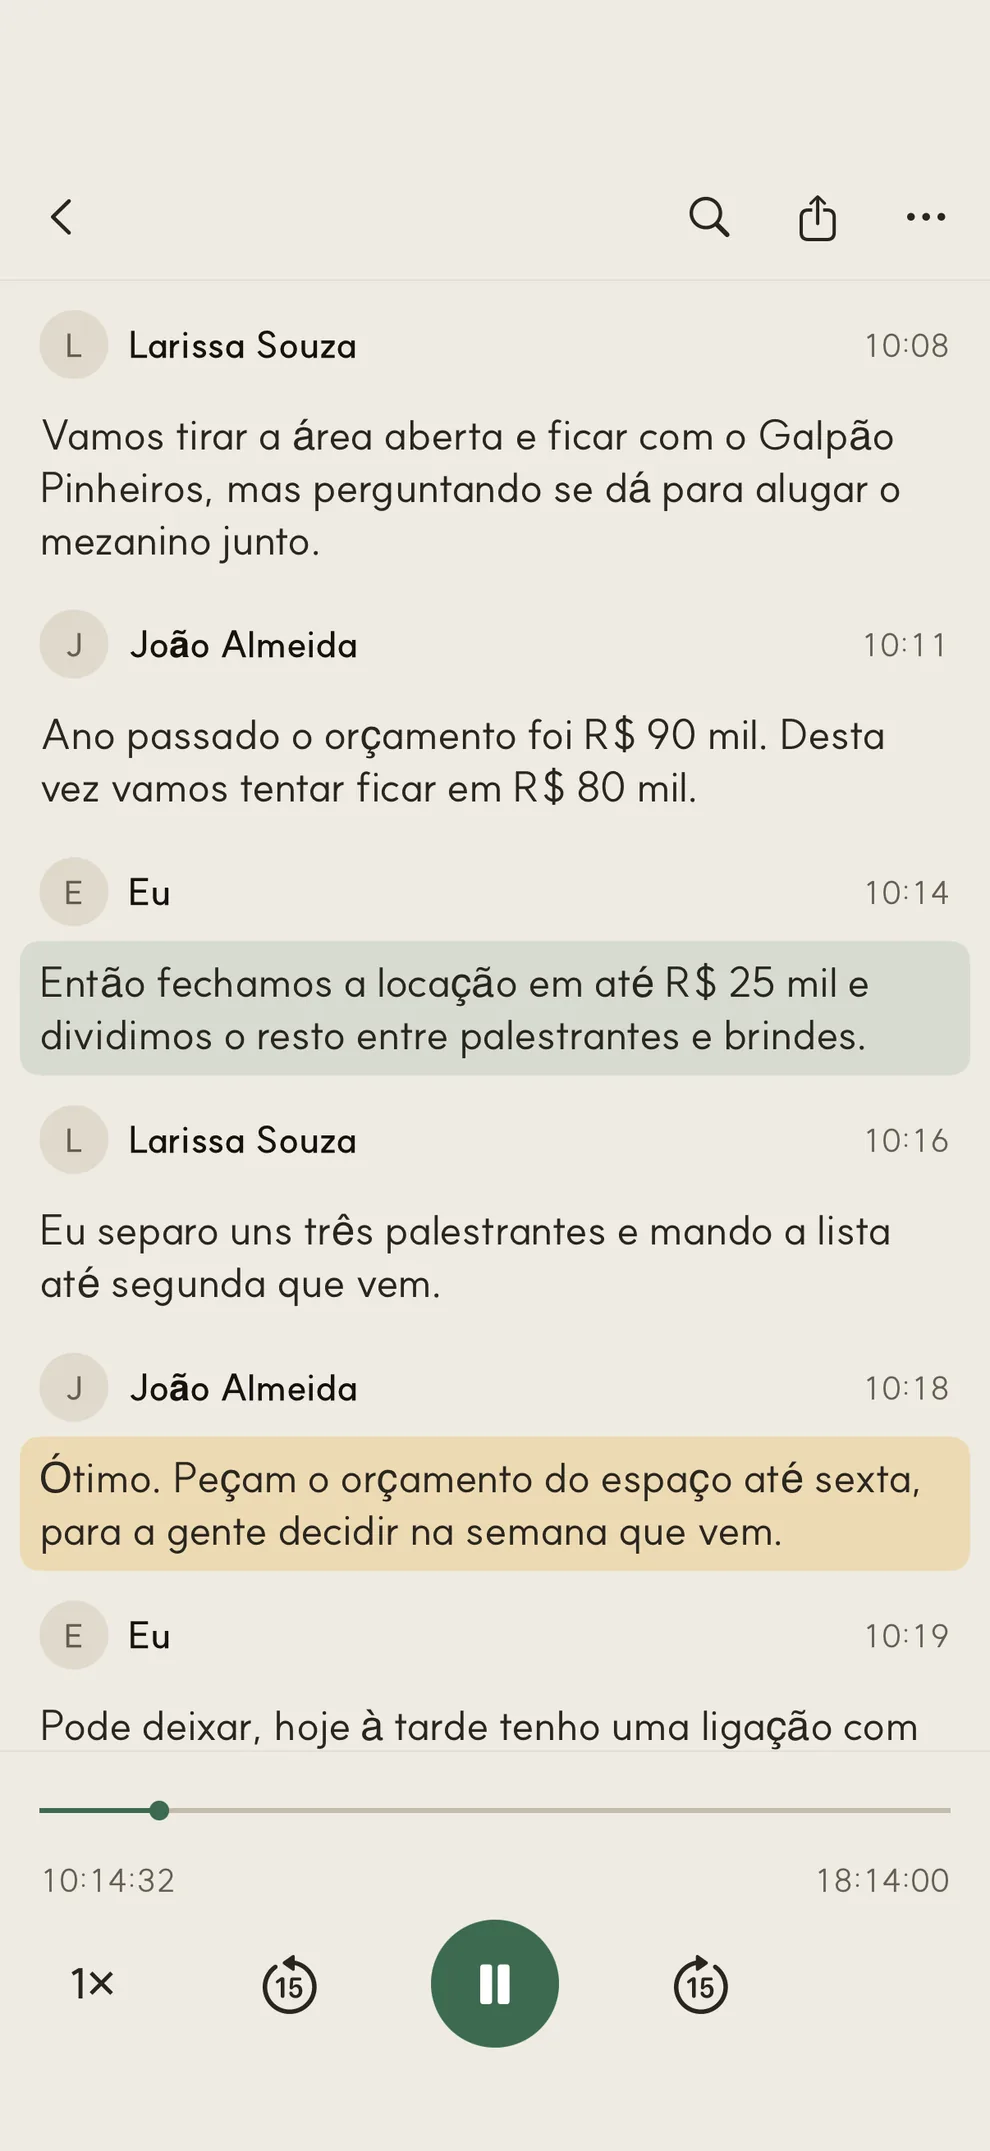 L Larissa Souza 10:08
Vamos tirar a área aberta e ficar com o Galpão
Pinheiros, mas perguntando se dá para alugar o
mezanino junto.
J João Almeida 10:11
Ano passado o orçamento foi R$ 90 mil. Desta
vez vamos tentar ficar em R$ 80 mil.
E Eu 10:14
Então fechamos a locação em até R$ 25 mil e
dividimos o resto entre palestrantes e brindes.
L Larissa Souza 10:16
Eu separo uns três palestrantes e mando a lista
até segunda que vem.
J João Almeida 10:18
Ótimo. Peçam o orçamento do espaço até sexta,
para a gente decidir na semana que vem.
E Eu 10:19
Pode deixar, hoje à tarde tenho uma ligação com
10:14:32 18:14:00
1× 15 15